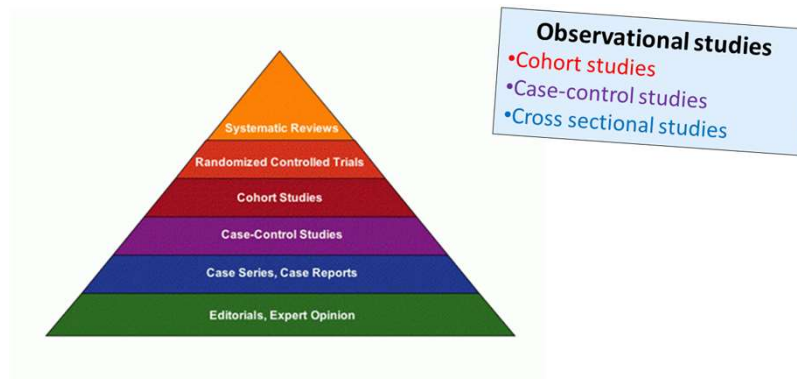 Observational studies
•Cohort studies
•Case-control studies
•Cross sectional studies
Systematic Reviews
Randomized Controlled Trials
Cohort Studies
Case-Control Studies
Case Series, Case Reports
Editorials, Expert Opinion